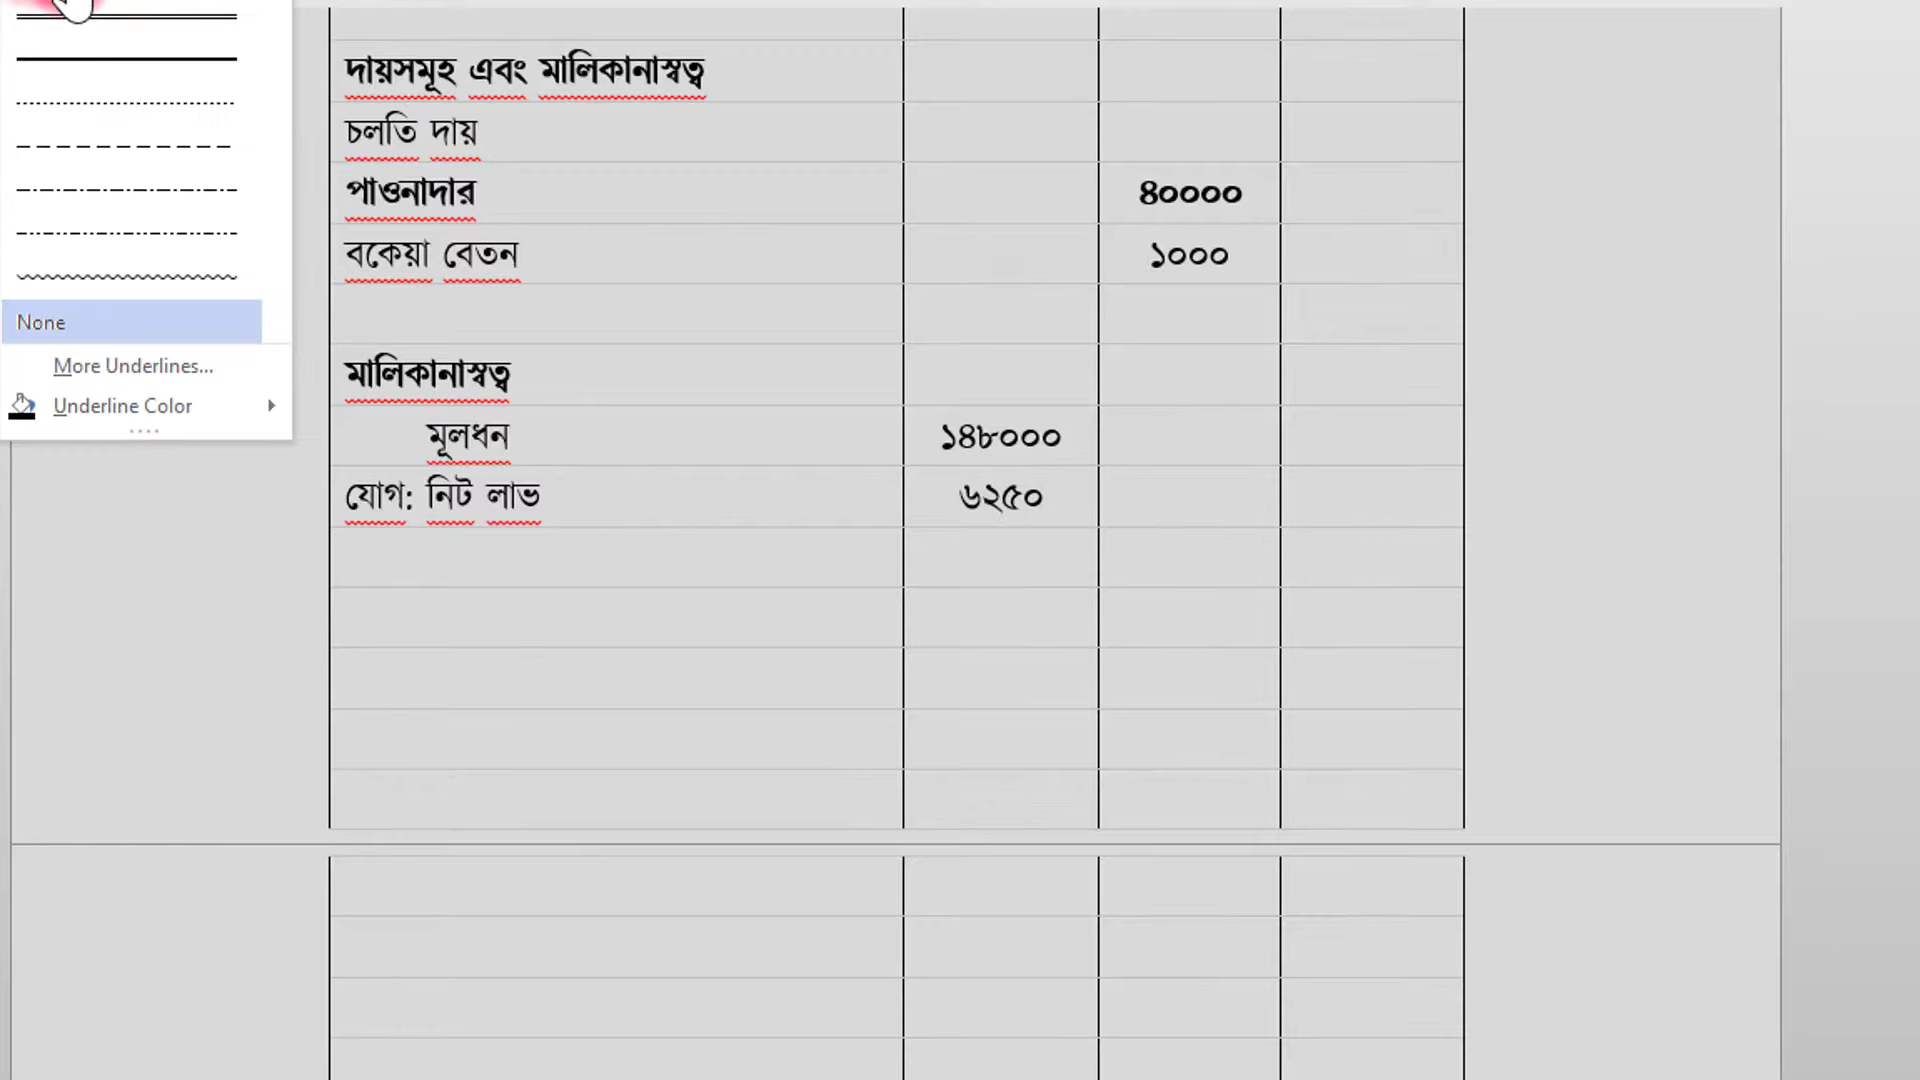 দায়সমূহ এবং মালিকানাস্বত্ব
চলতি দায়
পাওনাদার ৪০০০০
বকেয়া বেতন ১০০০
None
More Underlines...
মালিকানাস্বত্ব
Underline Color
মূলধন ১৪৮০০০
যোগ: নিট লাভ ৬২৫০